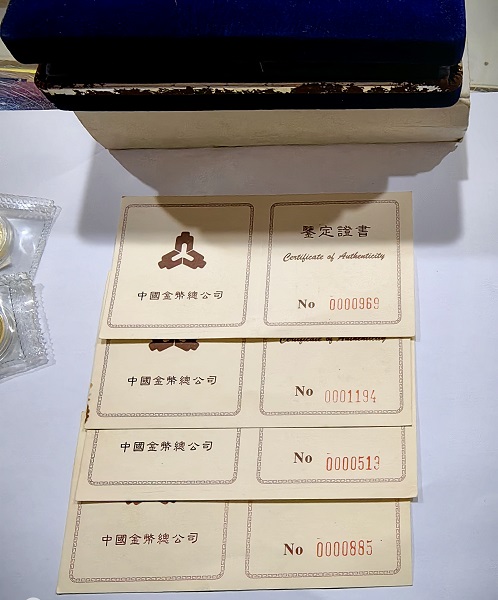 鑒定證書
Certificate of Authenticity
中國金幣總公司
No 0000969
Certificate of Authenticity
中國金幣總公司
No 0001194
中國金幣總公司
No 0000513
中國金幣總公司
No 0000885